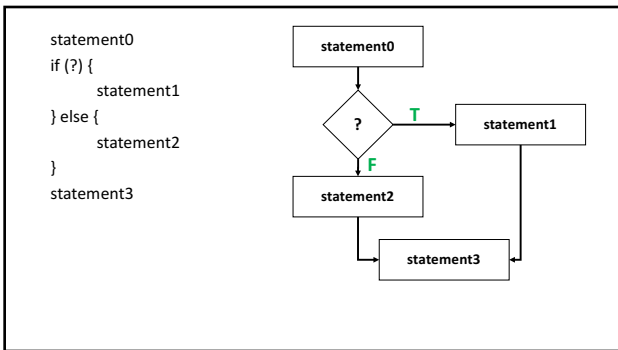 statement0
if (?) {
statement1
} else {
statement2
}
statement3
statement0
?
T
statement1
F
statement2
statement3